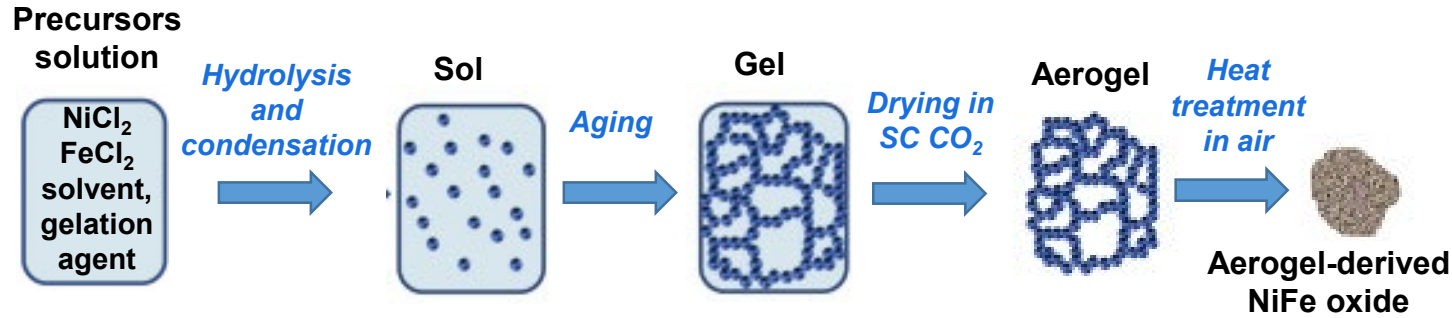 Precursors
solution
NiCl₂
FeCl₂
solvent,
gelation
agent
Hydrolysis
and
condensation
Sol
Aging
Gel
Drying in
SC CO₂
Aerogel
Heat
treatment
in air
Aerogel-derived
NiFe oxide